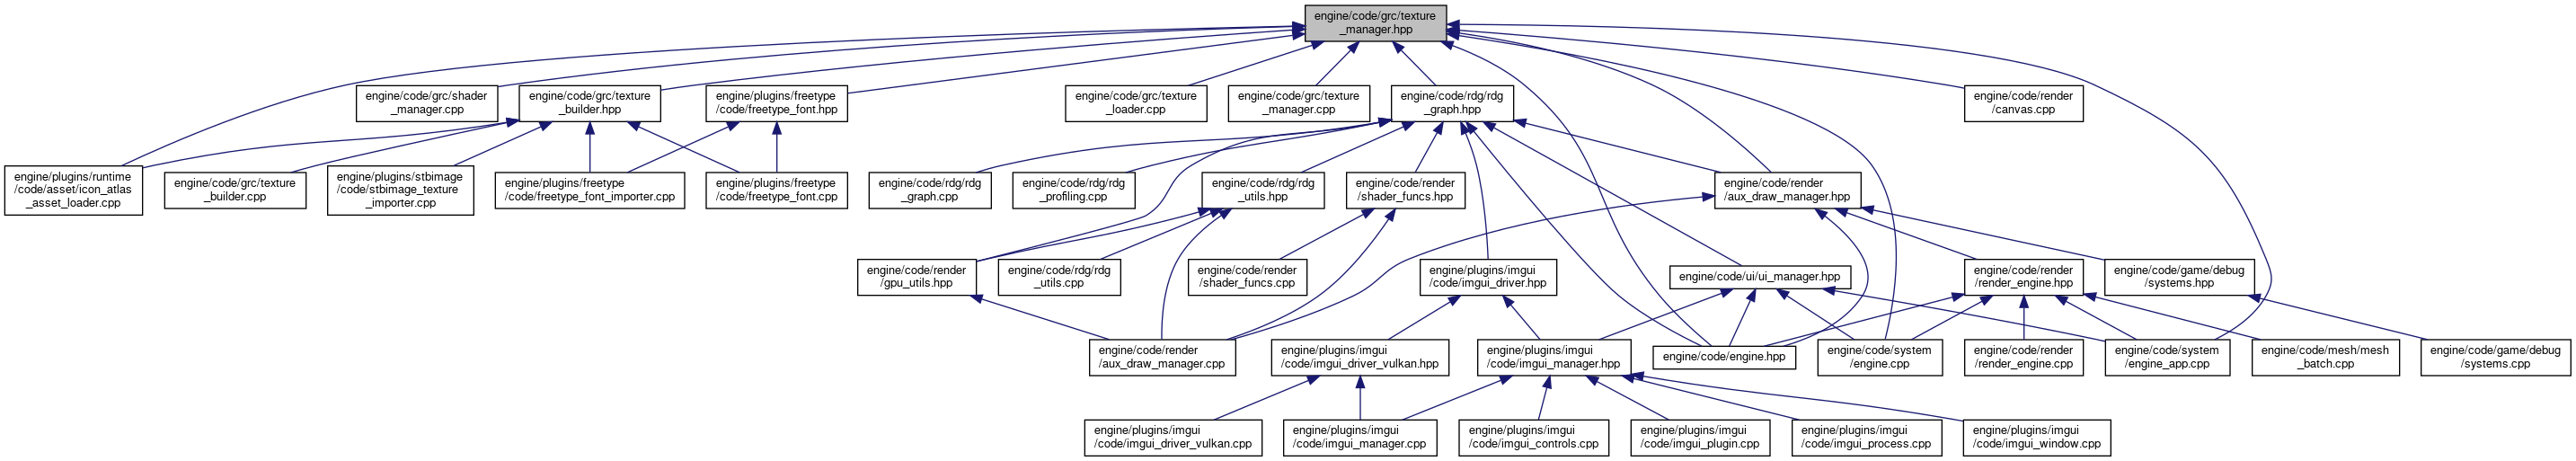 engine/code/grc/texture
_manager.hpp
engine/code/grc/shader
_manager.cpp
engine/code/grc/texture
_builder.hpp
engine/plugins/freetype
/code/freetype_font.hpp
engine/code/grc/texture
_loader.cpp
engine/code/grc/texture
_manager.cpp
engine/code/rdg/rdg
_graph.hpp
engine/code/render
/canvas.cpp
engine/plugins/runtime
/code/asset/icon_atlas
_asset_loader.cpp
engine/code/grc/texture
_builder.cpp
engine/plugins/stbimage
/code/stbimage_texture
_importer.cpp
engine/plugins/freetype
/code/freetype_font_importer.cpp
engine/plugins/freetype
/code/freetype_font.cpp
engine/code/rdg/rdg
_graph.cpp
engine/code/rdg/rdg
_profiling.cpp
engine/code/rdg/rdg
_utils.hpp
engine/code/render
/shader_funcs.hpp
engine/code/render
/aux_draw_manager.hpp
engine/code/render
/gpu_utils.hpp
engine/code/rdg/rdg
_utils.cpp
engine/code/render
/shader_funcs.cpp
engine/plugins/imgui
/code/imgui_driver.hpp
engine/code/ui/ui_manager.hpp
engine/code/render
/render_engine.hpp
engine/code/game/debug
/systems.hpp
engine/code/render
/aux_draw_manager.cpp
engine/plugins/imgui
/code/imgui_driver_vulkan.hpp
engine/plugins/imgui
/code/imgui_manager.hpp
engine/code/engine.hpp
engine/code/system
/engine.cpp
engine/code/render
/render_engine.cpp
engine/code/system
/engine_app.cpp
engine/code/mesh/mesh
_batch.cpp
engine/code/game/debug
/systems.cpp
engine/plugins/imgui
/code/imgui_driver_vulkan.cpp
engine/plugins/imgui
/code/imgui_manager.cpp
engine/plugins/imgui
/code/imgui_controls.cpp
engine/plugins/imgui
/code/imgui_plugin.cpp
engine/plugins/imgui
/code/imgui_process.cpp
engine/plugins/imgui
/code/imgui_window.cpp